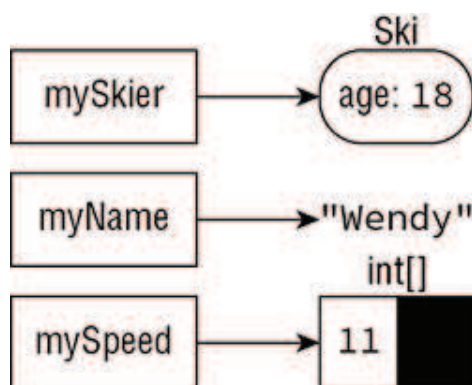 Ski
mySkier
age: 18
myName
"Wendy"
int[]
mySpeed
11